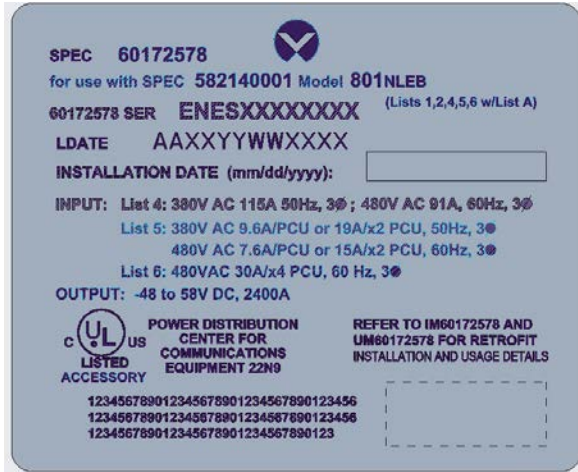 SPEC 60172578
for use with SPEC 582140001 Model 801NLEB
(Lists 1,2,4,5,6 w/List A)
60172578 SER ENESXXXXXXXX
LDATE AAXXYYWWXXXX
INSTALLATION DATE (mm/dd/yyyy):
INPUT: List 4: 380V AC 115A 50Hz, 3Ø ; 480V AC 91A, 60Hz, 3Ø
List 5: 380V AC 9.6A/PCU or 19A/x2 PCU, 50Hz, 3Ø
480V AC 7.6A/PCU or 15A/x2 PCU, 60Hz, 3Ø
List 6: 480VAC 30A/x4 PCU, 60 Hz, 3Ø
OUTPUT: -48 to 58V DC, 2400A
C UL US
LISTED
ACCESSORY
POWER DISTRIBUTION
CENTER FOR
COMMUNICATIONS
EQUIPMENT 22N9
REFER TO IM60172578 AND
UM60172578 FOR RETROFIT
INSTALLATION AND USAGE DETAILS
123456789012345678901234567890123456
123456789012345678901234567890123456
123456789012345678901234567890123